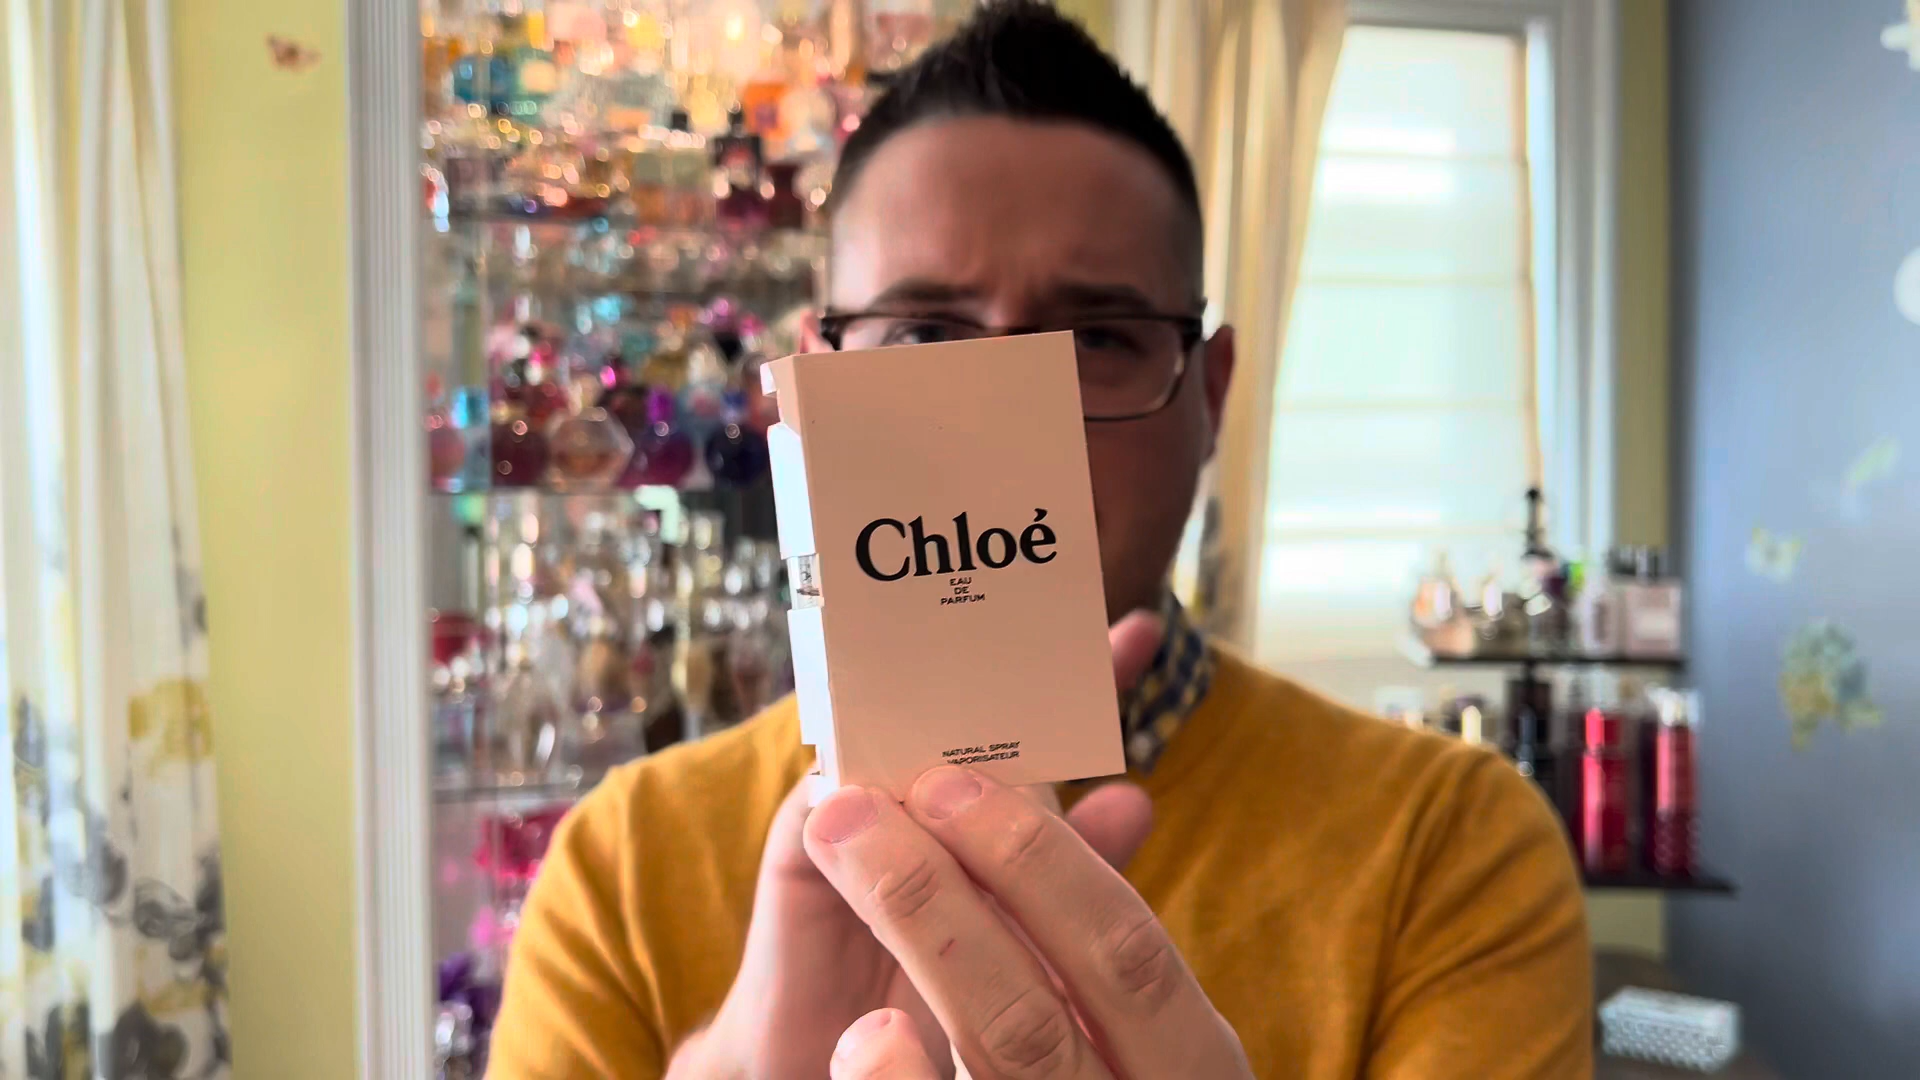 Chloé
EAU
DE
PARFUM
NATURAL SPRAY
VAPORISATEUR